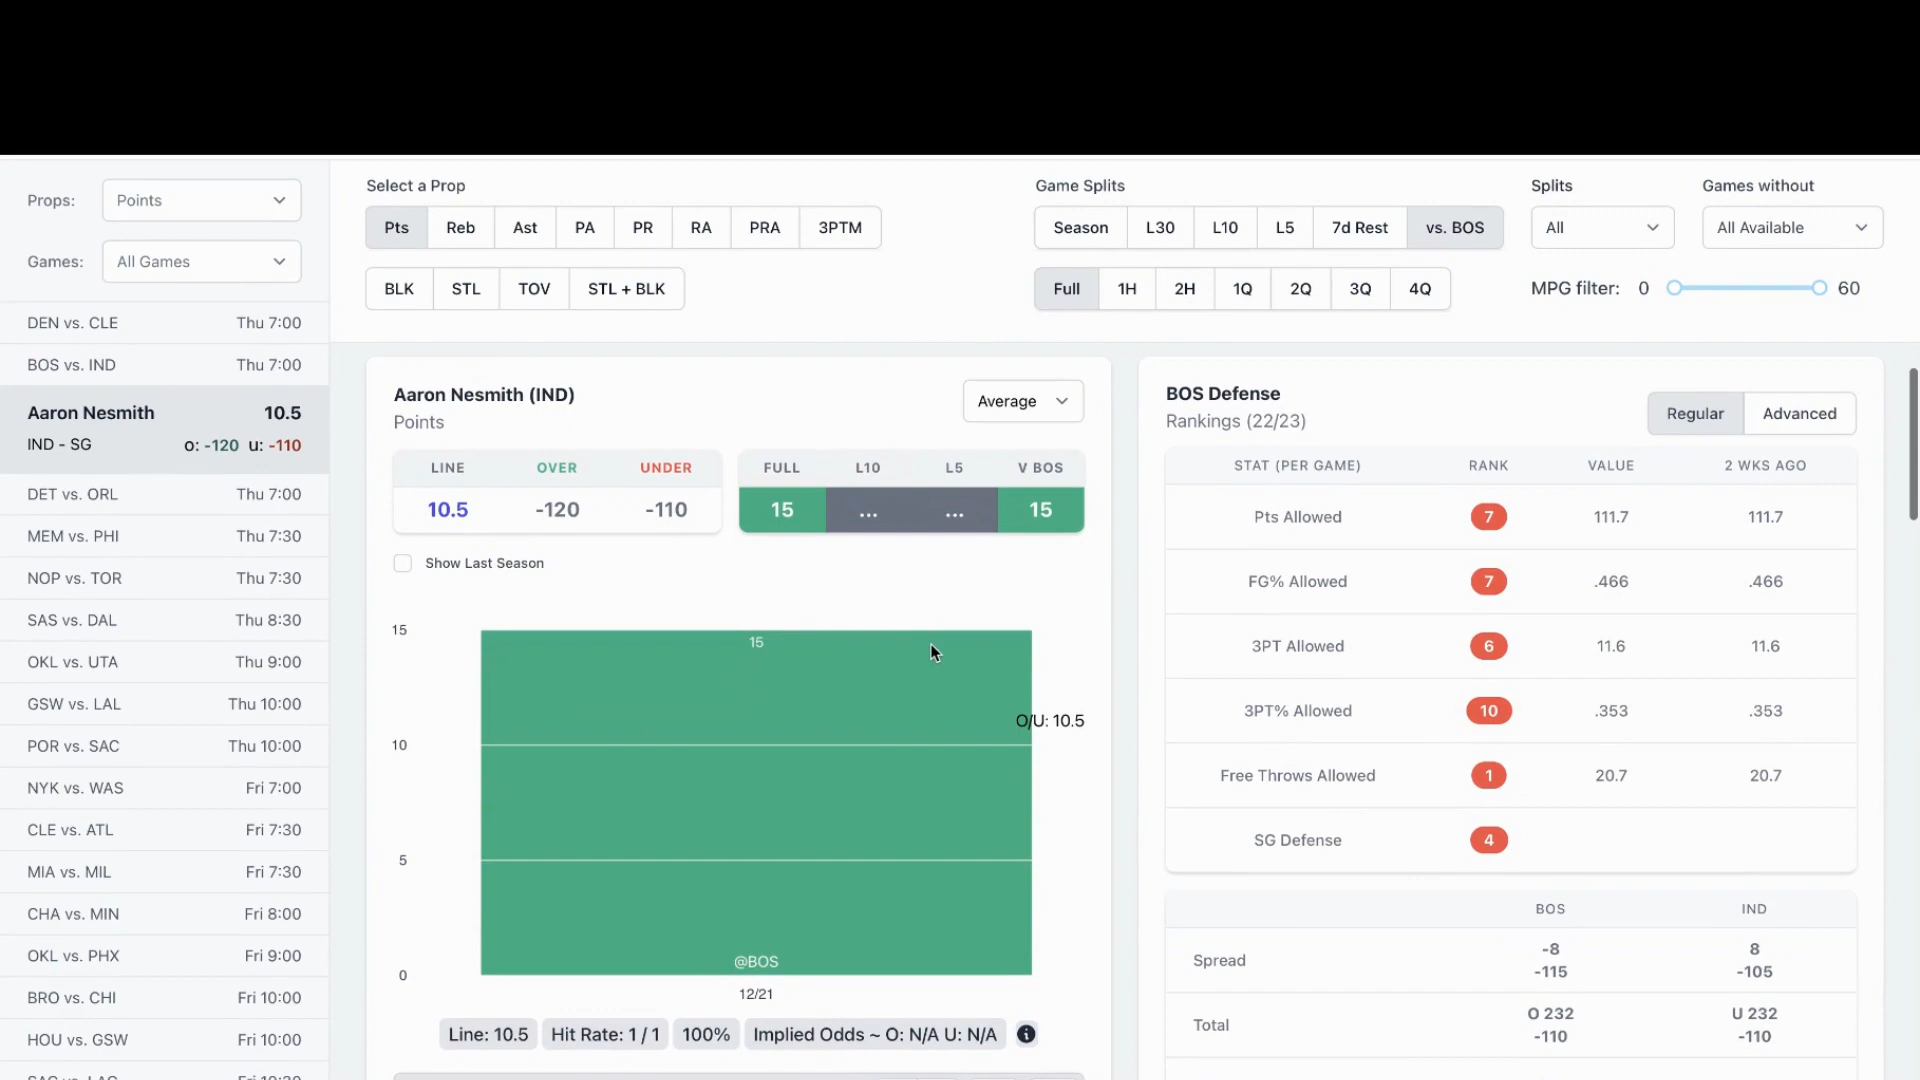 Props: Points
Games: All Games
DEN vs. CLE Thu 7:00
BOS vs. IND Thu 7:00
Aaron Nesmith 10.5
IND - SG o: -120 u: -110
DET vs. ORL Thu 7:00
MEM vs. PHI Thu 7:30
NOP vs. TOR Thu 7:30
SAS vs. DAL Thu 8:30
OKL vs. UTA Thu 9:00
GSW vs. LAL Thu 10:00
POR vs. SAC Thu 10:00
NYK vs. WAS Fri 7:00
CLE vs. ATL Fri 7:30
MIA vs. MIL Fri 7:30
CHA vs. MIN Fri 8:00
OKL vs. PHX Fri 9:00
BRO vs. CHI Fri 10:00
HOU vs. GSW Fri 10:00
Select a Prop
Pts Reb Ast PA PR RA PRA 3PTM
BLK STL TOV STL + BLK
Game Splits
Season L30 L10 L5 7d Rest vs. BOS
Full 1H 2H 1Q 2Q 3Q 4Q
Splits
All
Games without
All Available
MPG filter: 0 60
Aaron Nesmith (IND)
Points
Average
LINE OVER UNDER
10.5 -120 -110
FULL L10 L5 V BOS
15 ... ... 15
Show Last Season
15
15
O/U: 10.5
10
5
@BOS
0
12/21
Line: 10.5 Hit Rate: 1 / 1 100% Implied Odds ~ O: N/A U: N/A
BOS Defense
Rankings (22/23)
Regular Advanced
STAT (PER GAME) RANK VALUE 2 WKS AGO
Pts Allowed 7 111.7 111.7
FG% Allowed 7 .466 .466
3PT Allowed 6 11.6 11.6
3PT% Allowed 10 .353 .353
Free Throws Allowed 1 20.7 20.7
SG Defense 4
BOS IND
Spread -8 8
-115 -105
Total O 232 U 232
-110 -110